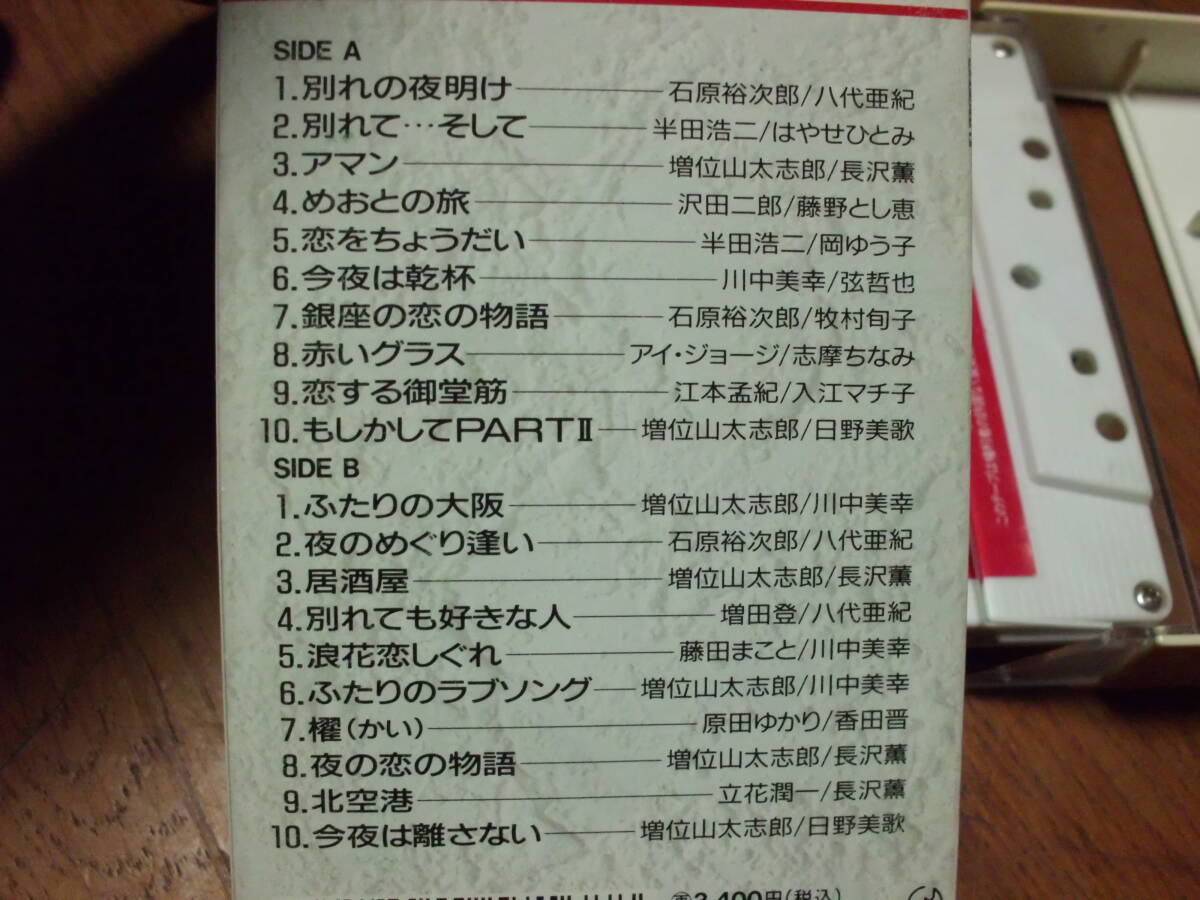 SIDE A
1.別れの夜明け 石原裕次郎/八代亜紀
2.別れて…そして 半田浩二/はやせひとみ
3.アマン 増位山太志郎/長沢薫
4.めおとの旅 沢田二郎/藤野とし恵
5.恋をちょうだい 半田浩二/岡ゆう子
6.今夜は乾杯 川中美幸/弦哲也
7.銀座の恋の物語 石原裕次郎/牧村旬子
8.赤いグラス アイ・ジョージ/志摩ちなみ
9.恋する御堂筋 江本孟紀/入江マチ子
10.もしかしてPARTⅡ 増位山太志郎/日野美歌
SIDE B
1.ふたりの大阪 増位山太志郎/川中美幸
2.夜のめぐり逢い 石原裕次郎/八代亜紀
3.居酒屋 増位山太志郎/長沢薫
4.別れても好きな人 増田登/八代亜紀
5.浪花恋しぐれ 藤田まこと/川中美幸
6.ふたりのラブソング 増位山太志郎/川中美幸
7.櫂(かい) 原田ゆかり/香田晋
8.夜の恋の物語 増位山太志郎/長沢薫
9.北空港 立花潤一/長沢薫
10.今夜は離さない 増位山太志郎/日野美歌
2,400円(税込)